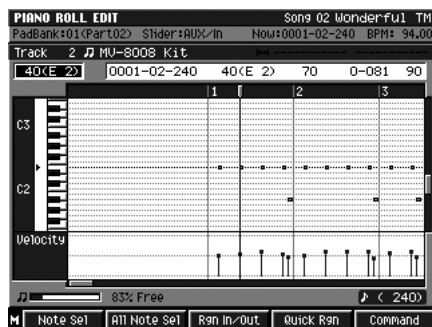 PIANO ROLL EDIT Song 02 Wonderful TM
PadBank:01(Part02) Slider:AUX/In Now:0001-02-240 BPM: 94.00
Track 2 MV-8008 Kit
40(E 2) 0001-02-240 40(E 2) 70 0-081 90
1 2 3
C3
C2
Velocity
83% Free ( 240)
M Note Sel All Note Sel Rgn In/Out Quick Rgn Command